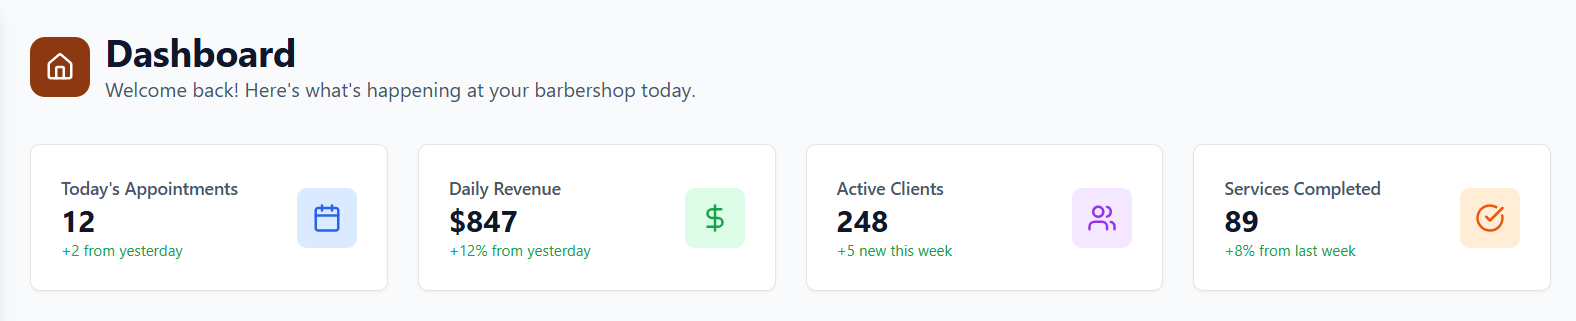 Dashboard
Welcome back! Here's what's happening at your barbershop today.
Today's Appointments
12
+2 from yesterday
Daily Revenue
$847
+12% from yesterday
Active Clients
248
+5 new this week
Services Completed
89
+8% from last week